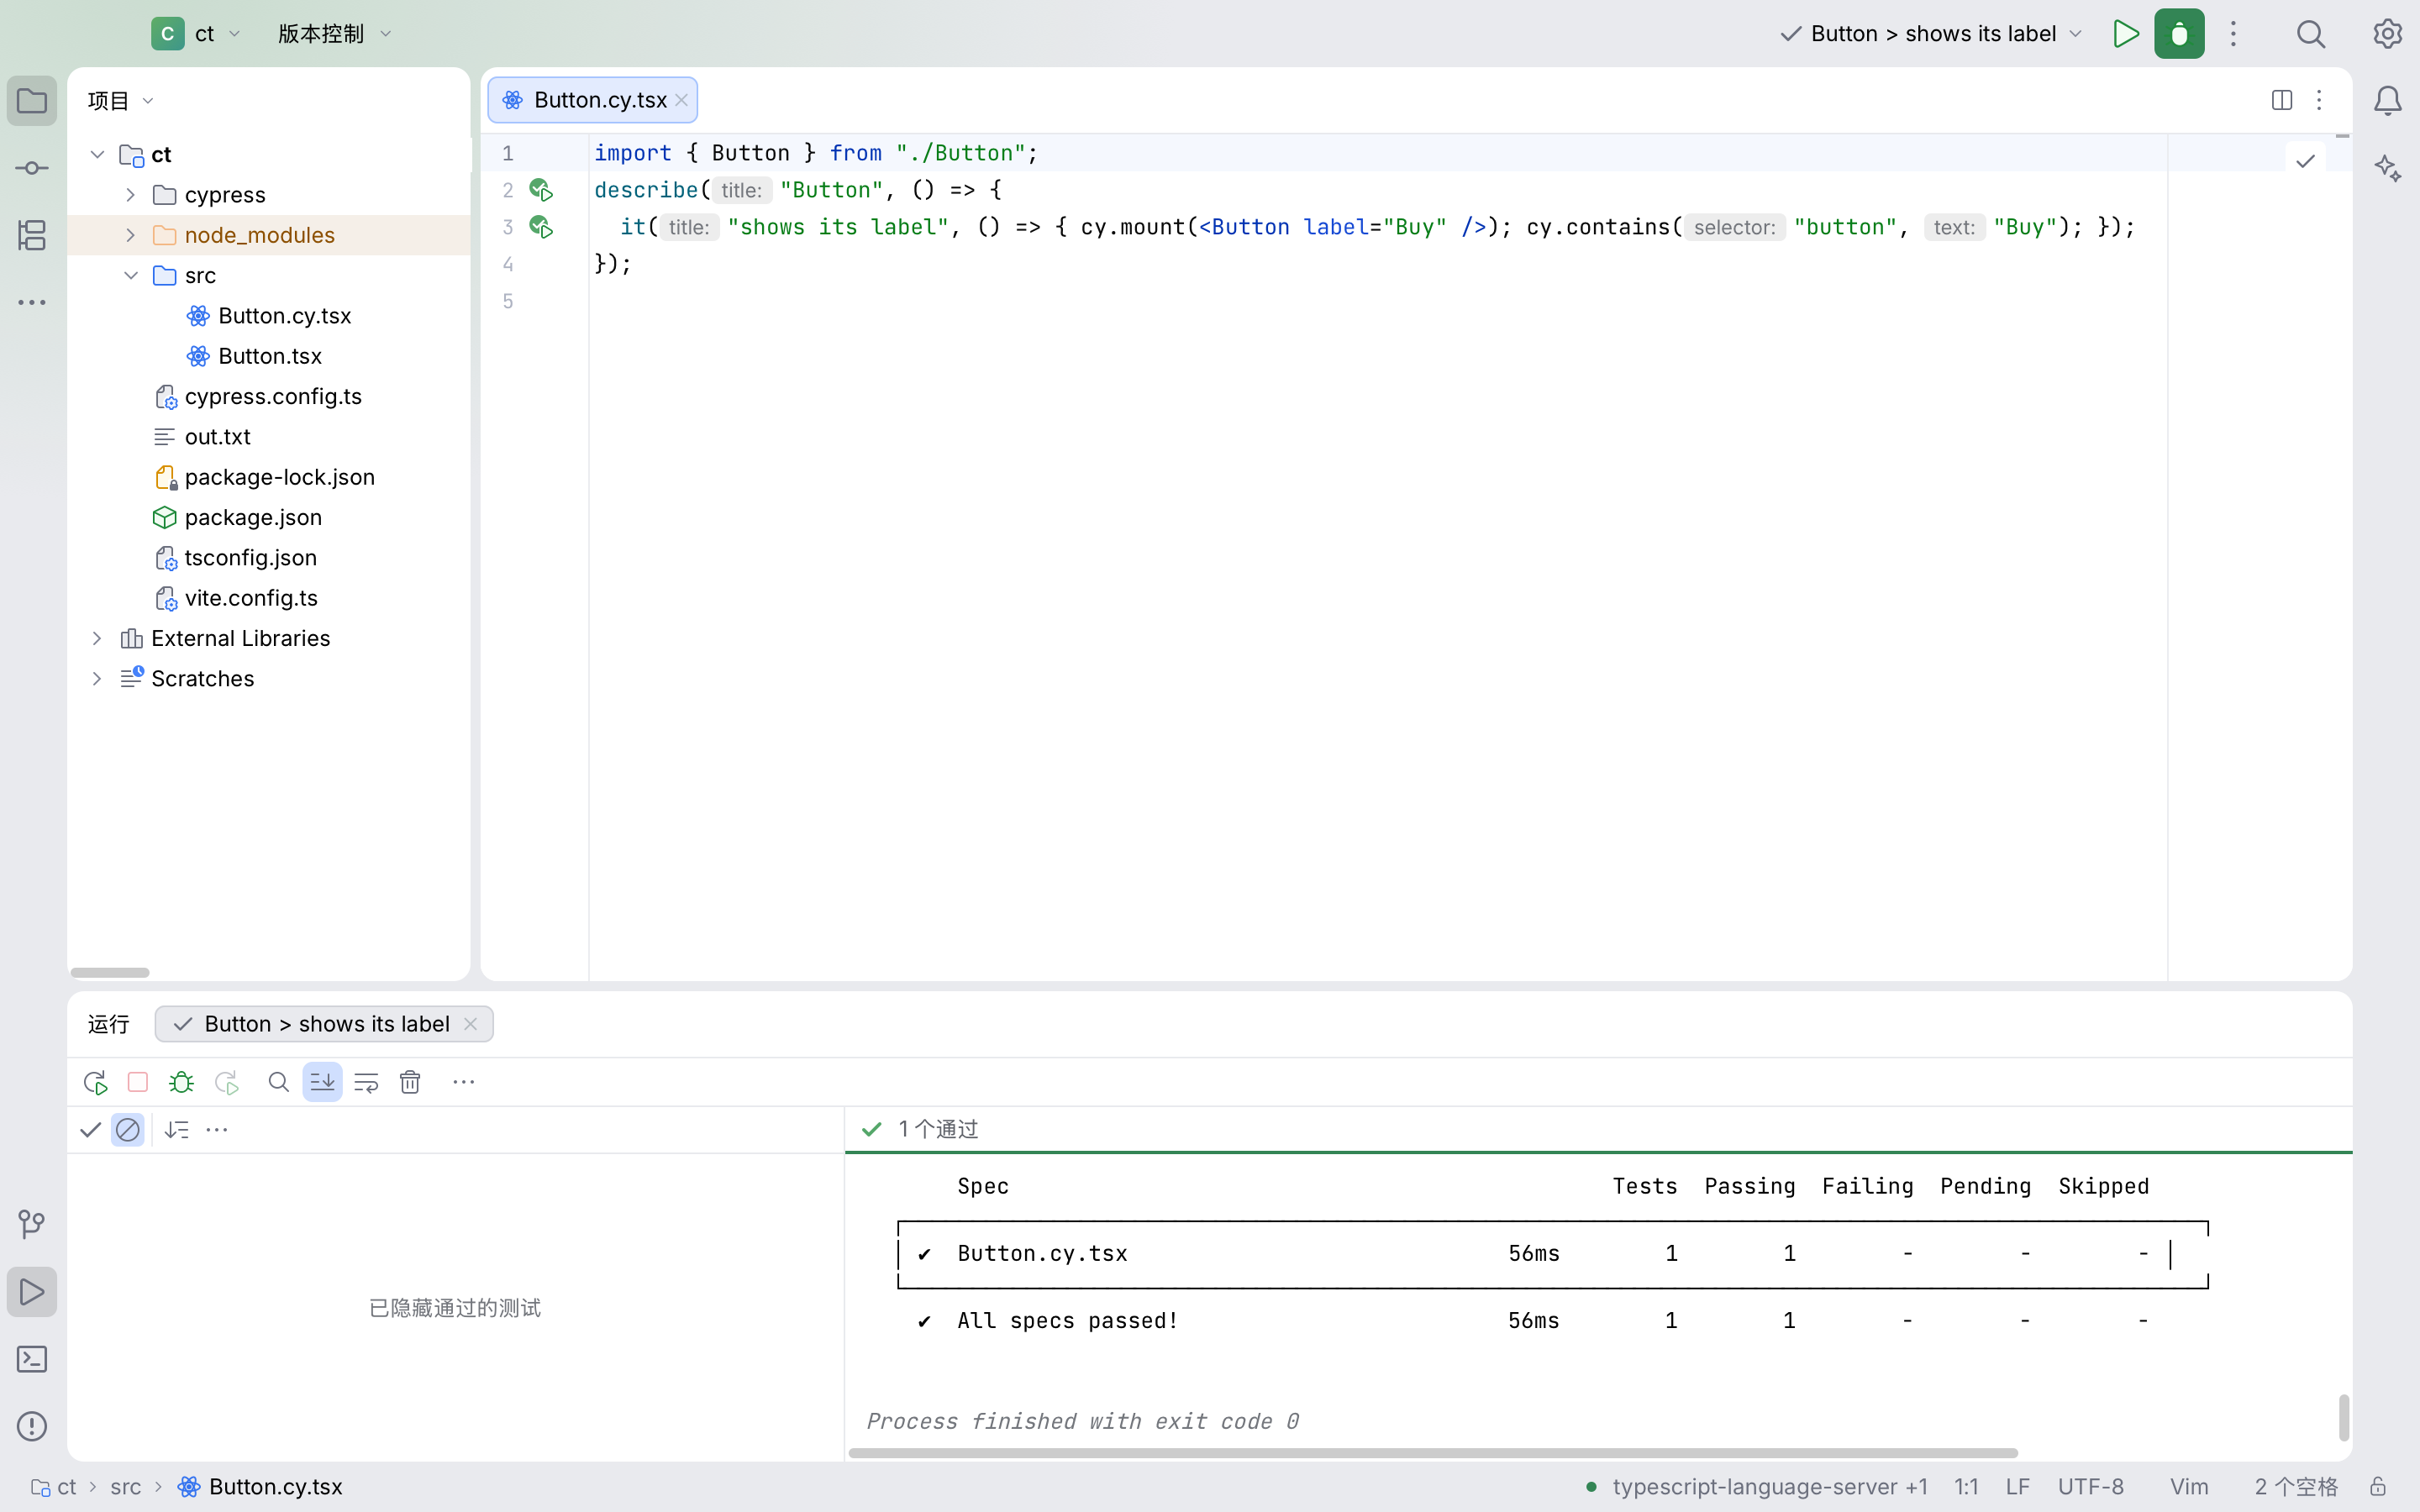 C ct 版本控制 Button > shows its label
项目
Button.cy.tsx
ct
cypress
node_modules
src
Button.cy.tsx
Button.tsx
cypress.config.ts
out.txt
package-lock.json
package.json
tsconfig.json
vite.config.ts
External Libraries
Scratches
1 import { Button } from "./Button";
2 describe( title: "Button", () => {
3 it( title: "shows its label", () => { cy.mount(<Button label="Buy" />); cy.contains( selector: "button", text: "Buy"); });
4 });
5
运行 Button > shows its label
1 个通过
已隐藏通过的测试
Spec Tests Passing Failing Pending Skipped
✔ Button.cy.tsx 56ms 1 1 - - -
✔ All specs passed! 56ms 1 1 - - -
Process finished with exit code 0
ct > src > Button.cy.tsx typescript-language-server +1 1:1 LF UTF-8 Vim 2 个空格